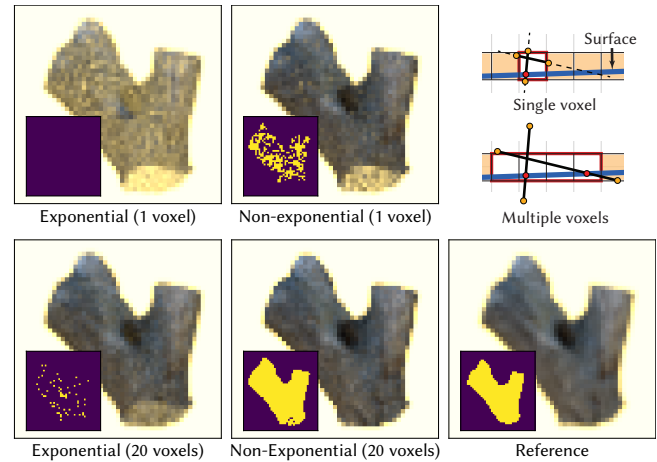 Surface
Single voxel
Exponential (1 voxel)
Non-exponential (1 voxel)
Multiple voxels
Exponential (20 voxels)
Non-Exponential (20 voxels)
Reference